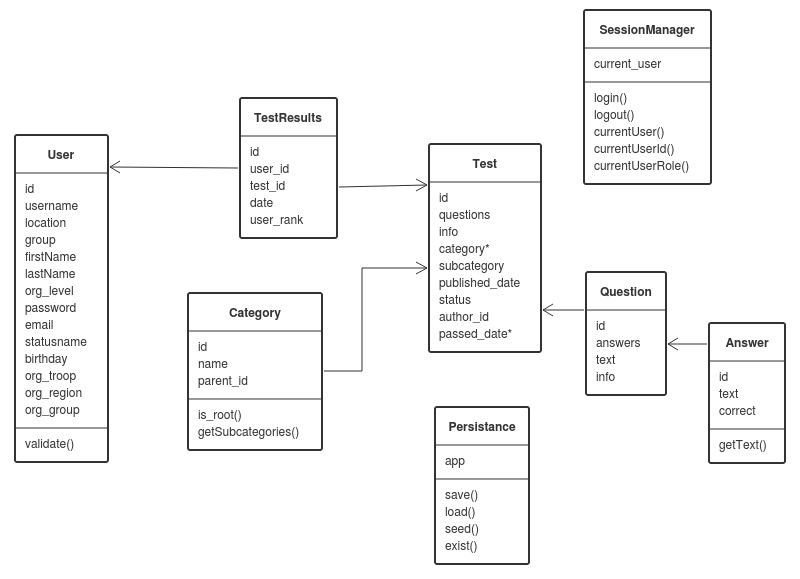 SessionManager
current_user
login()
logout()
currentUser()
currentUserId()
currentUserRole()
TestResults
id
user_id
test_id
date
user_rank
User
id
username
location
group
firstName
lastName
org_level
password
email
statusname
birthday
org_troop
org_region
org_group
validate()
Test
id
questions
info
category*
subcategory
published_date
status
author_id
passed_date*
Category
id
name
parent_id
is_root()
getSubcategories()
Question
id
answers
text
info
Answer
id
text
correct
getText()
Persistance
app
save()
load()
seed()
exist()